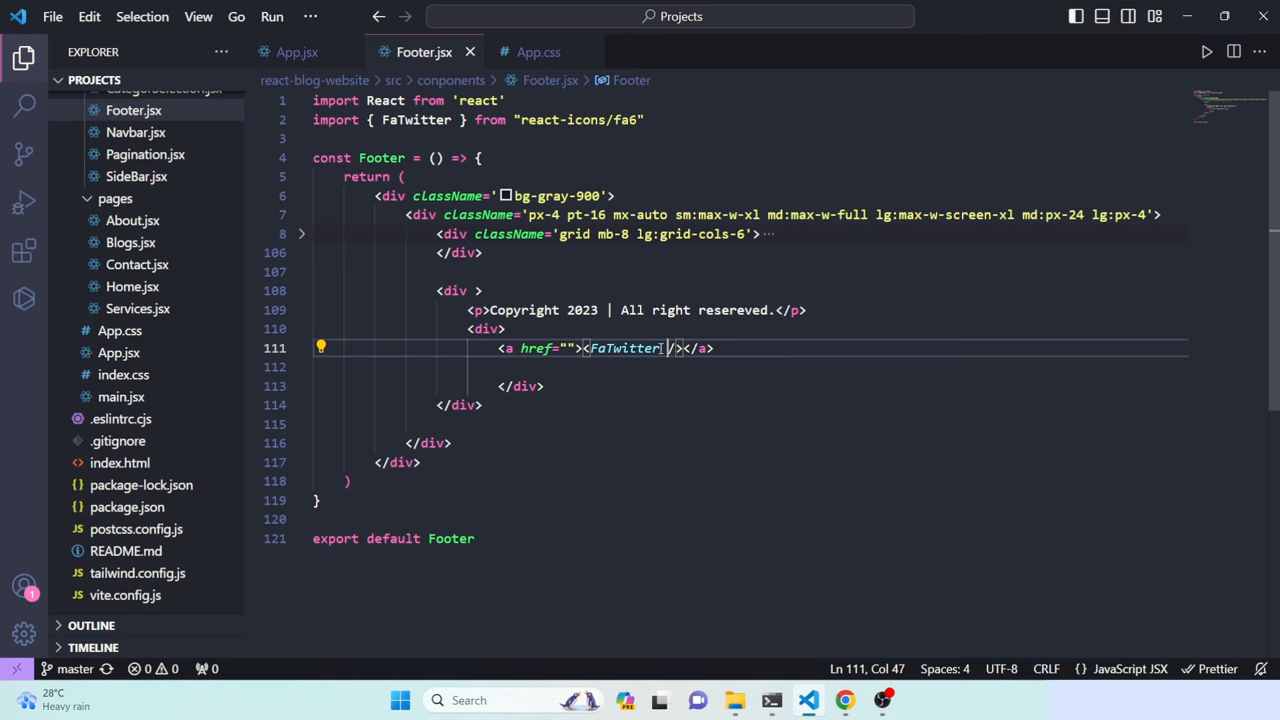 File Edit Selection View Go Run ··· Projects
EXPLORER ···
App.jsx Footer.jsx App.css
PROJECTS
CategorSelection.jsx
Footer.jsx
Navbar.jsx
Pagination.jsx
SideBar.jsx
pages
About.jsx
Blogs.jsx
Contact.jsx
Home.jsx
Services.jsx
App.css
App.jsx
index.css
main.jsx
.eslintrc.cjs
.gitignore
index.html
package-lock.json
JS package.json
JS postcss.config.js
README.md
JS tailwind.config.js
JS vite.config.js
OUTLINE
TIMELINE
1
react-blog-website > src > conponents > Footer.jsx > Footer
1 import React from 'react'
2 import { FaTwitter } from "react-icons/fa6"
3
4 const Footer = () => {
5 return (
6 <div className='bg-gray-900'>
7 <div className='px-4 pt-16 mx-auto sm:max-w-xl md:max-w-full lg:max-w-screen-xl md:px-24 lg:px-4'>
8 <div className='grid mb-8 lg:grid-cols-6'>···
106 </div>
107
108 <div >
109 <p>Copyright 2023 | All right resereved.</p>
110 <div>
111 <a href=""><FaTwitter /></a>
112
113 </div>
114 </div>
115
116 </div>
117 </div>
118 )
119 }
120
121 export default Footer
master 0 0 0 Ln 111, Col 47 Spaces: 4 UTF-8 CRLF {} JavaScript JSX Prettier
28°C
Heavy rain
Search
PRE